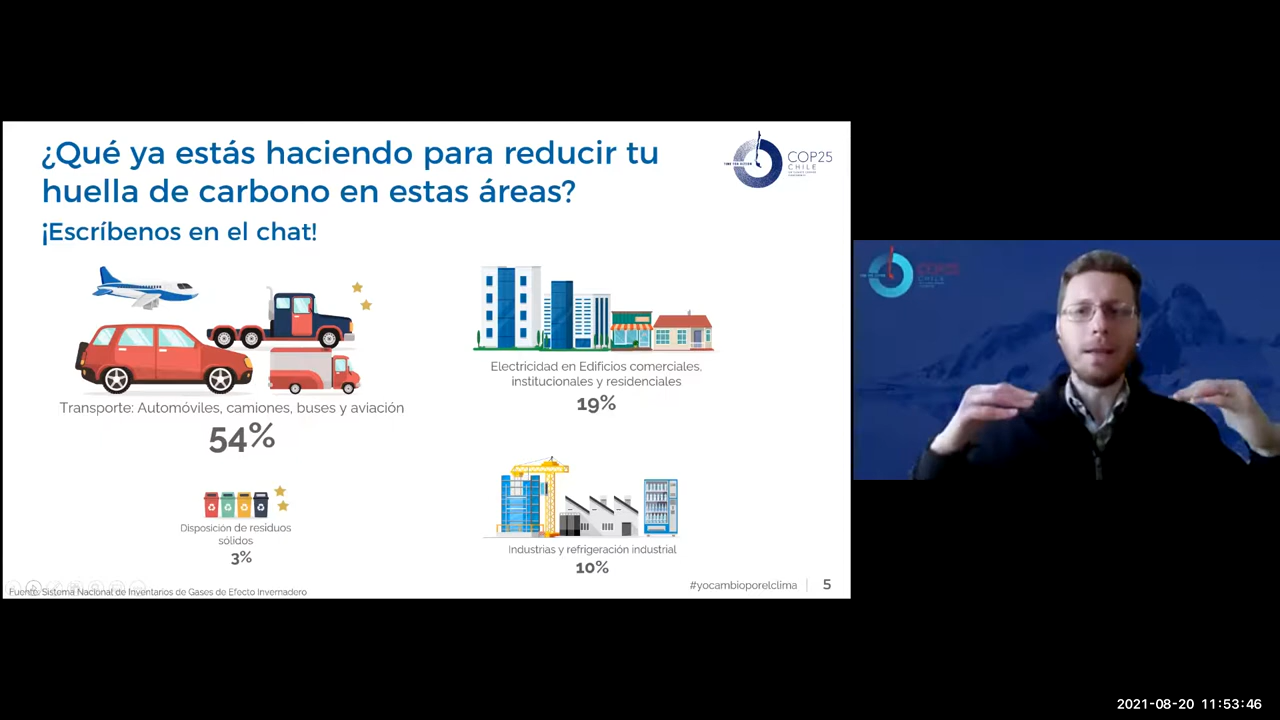 ¿Qué ya estás haciendo para reducir tu
huella de carbono en estas áreas?
¡Escríbenos en el chat!
COP25
CHILE
Transporte: Automóviles, camiones, buses y aviación
54%
Electricidad en Edificios comerciales,
institucionales y residenciales
19%
Disposición de residuos
sólidos
3%
Industrias y refrigeración industrial
10%
Fuente: Sistema Nacional de Inventarios de Gases de Efecto Invernadero
#yocambioporelclima
5
COP25
CHILE
2021-08-20 11:53:46